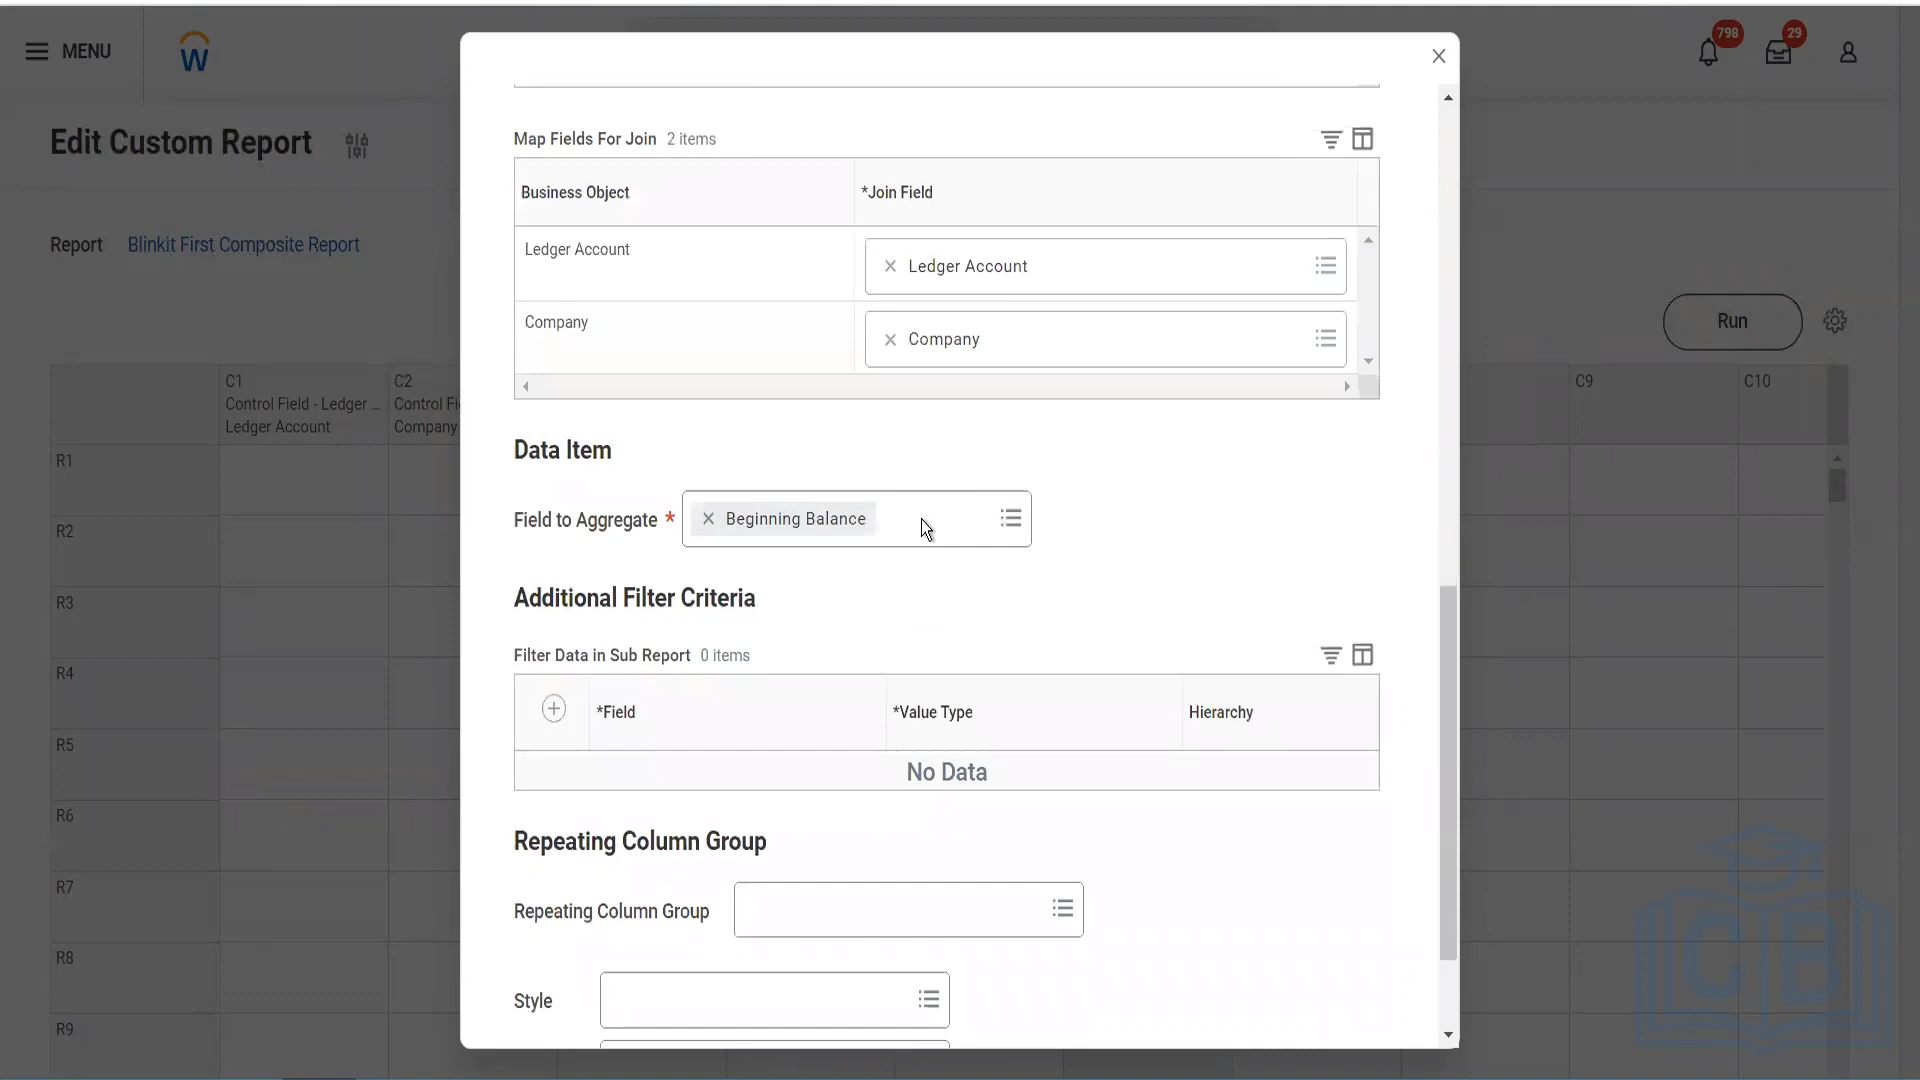 MENU
W
798
29
Edit Custom Report
Report Blinkit First Composite Report
Run
C1
Control Field - Ledger ...
Ledger Account
C2
Control Fi
Company
C9
C10
R1
R2
R3
R4
R5
R6
R7
R8
R9
Map Fields For Join 2 items
Business Object *Join Field
Ledger Account Ledger Account
Company Company
Data Item
Field to Aggregate * Beginning Balance
Additional Filter Criteria
Filter Data in Sub Report 0 items
*Field *Value Type Hierarchy
No Data
Repeating Column Group
Repeating Column Group
Style
CB